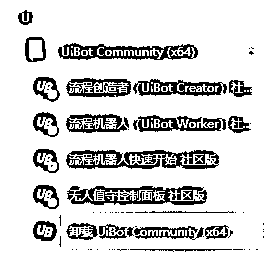 U
UiBot Community (x64)
流程创造者（UiBot Creator）社...
流程机器人（UiBot Worker）社...
流程机器人快速开始 社区版
无人值守控制面板 社区版
卸载 UiBot Community (x64)